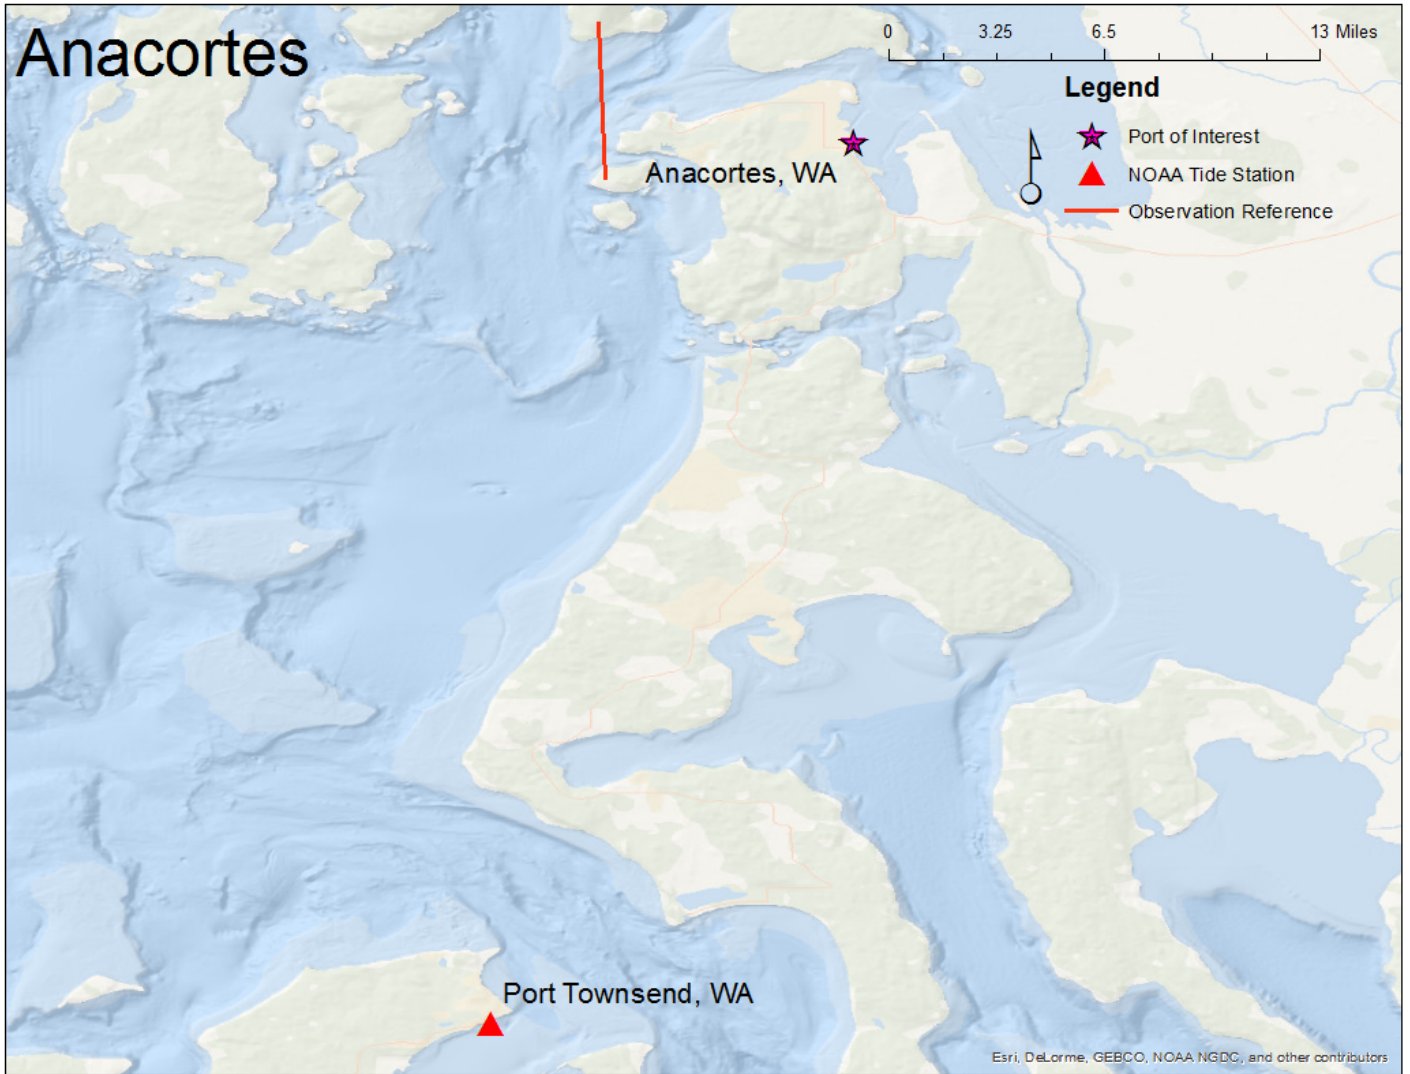 Anacortes
0 3.25 6.5 13 Miles
Legend
Port of Interest
NOAA Tide Station
Observation Reference
Anacortes, WA
Port Townsend, WA
Esri, DeLorme, GEBCO, NOAA NGDC, and other contributors